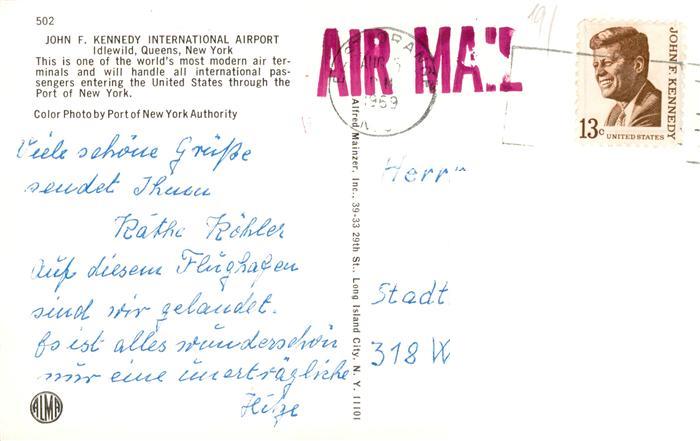 502
JOHN F. KENNEDY INTERNATIONAL AIRPORT
Idlewild, Queens, New York
This is one of the world's most modern air ter-
minals and will handle all international pas-
sengers entering the United States through the
Port of New York.
Color Photo by Port of New York Authority
Viele schöne Grüße
sendet Ihnen
Käthe Köhler
Auf diesem Flughafen
sind wir gelandet.
Es ist alles wunderschön
nur eine unerträgliche
Hitze
ALMA
Alfred Mainzer, Inc., 39-33 29th St., Long Island City, N. Y. 11101
AIR MAIL
ORANGE
AUG
1969
191
JOHN F. KENNEDY
13c UNITED STATES
Herrn
Stadt
318 W